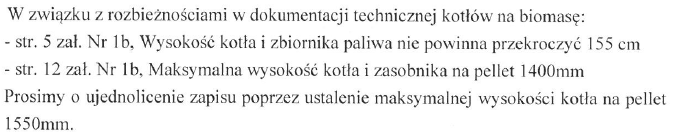 W związku z rozbieżnościami w dokumentacji technicznej kotłów na biomasę:
- str. 5 zał. Nr 1b, Wysokość kotła i zbiornika paliwa nie powinna przekroczyć 155 cm
- str. 12 zał. Nr 1b, Maksymalna wysokość kotła i zasobnika na pellet 1400mm
Prosimy o ujednolicenie zapisu poprzez ustalenie maksymalnej wysokości kotła na pellet
1550mm.